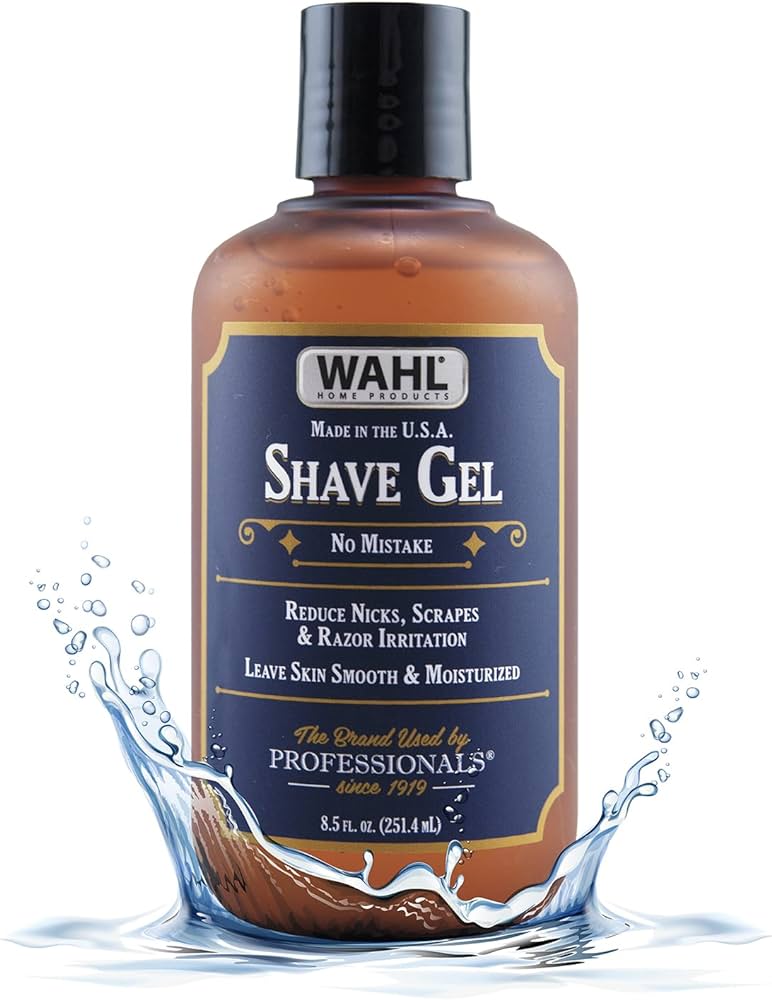 WAHL®
HOME PRODUCTS
MADE IN THE U.S.A.
SHAVE GEL
NO MISTAKE
REDUCE NICKS, SCRAPES
& RAZOR IRRITATION
LEAVE SKIN SMOOTH & MOISTURIZED
The Brand Used by
PROFESSIONALS®
since 1919
8.5 FL. OZ. (251.4 mL)